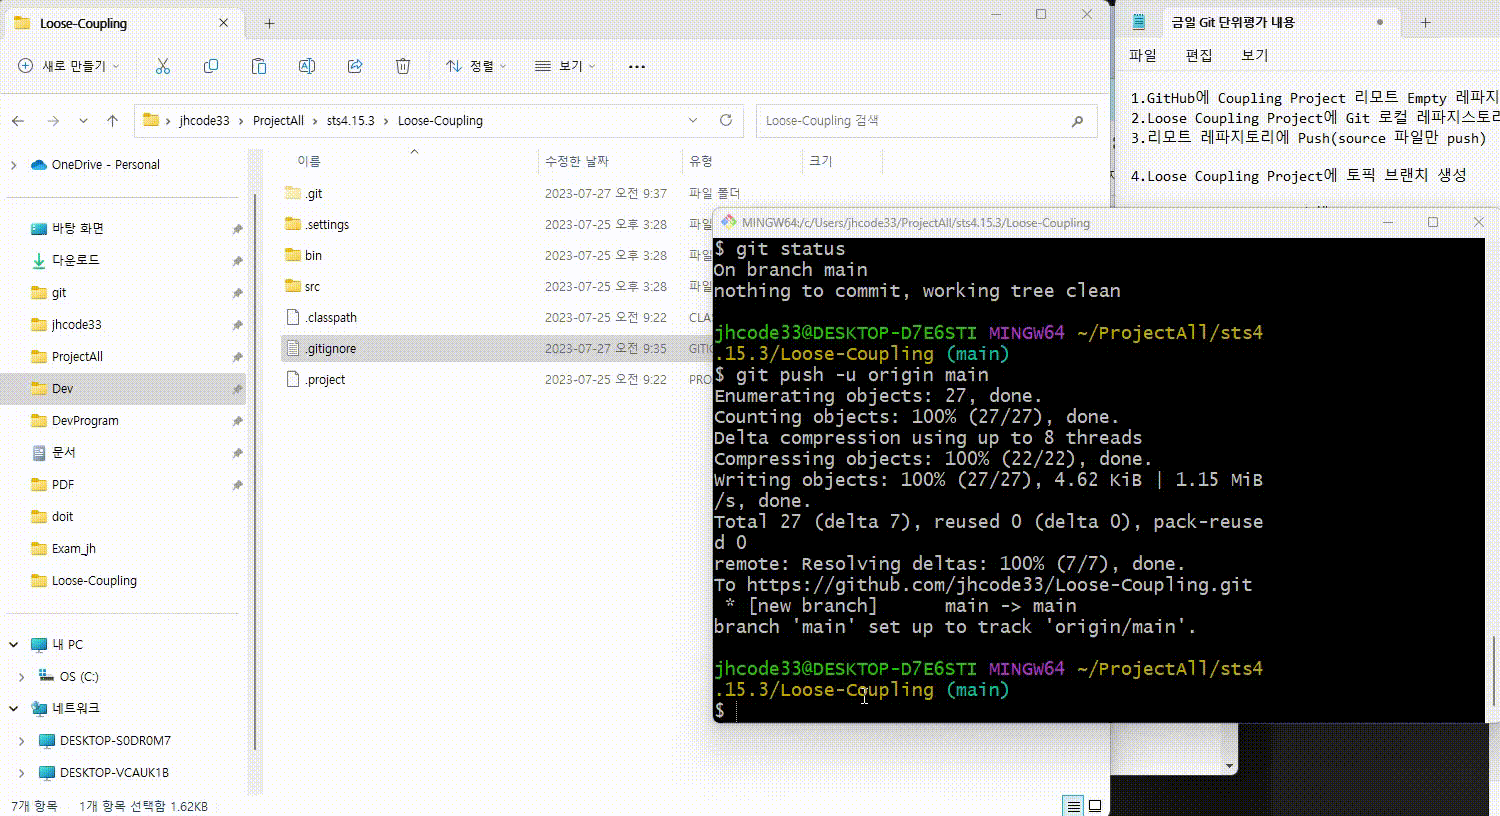 Loose-Coupling
새로 만들기
정렬
보기
jhcode33 > ProjectAll > sts4.15.3 > Loose-Coupling
Loose-Coupling 검색
OneDrive - Personal
바탕 화면
다운로드
git
jhcode33
ProjectAll
Dev
DevProgram
문서
PDF
doit
Exam_jh
Loose-Coupling
내 PC
OS (C:)
네트워크
DESKTOP-S0DR0M7
DESKTOP-VCAUK1B
이름 수정한 날짜 유형 크기
.git 2023-07-27 오전 9:37 파일 폴더
.settings 2023-07-25 오후 3:28 파일
bin 2023-07-25 오후 3:28 파일
src 2023-07-25 오후 3:28 파일
.classpath 2023-07-25 오전 9:22 CLA
.gitignore 2023-07-27 오전 9:35 GITIG
.project 2023-07-25 오전 9:22 PRO
7개 항목 1개 항목 선택함 1.62KB
금일 Git 단위평가 내용
파일 편집 보기
1.GitHub에 Coupling Project 리모트 Empty 레파지
2.Loose Coupling Project에 Git 로컬 레파지스토리
3.리모트 레파지토리에 Push(source 파일만 push)
4.Loose Coupling Project에 토픽 브랜치 생성
MINGW64:/c/Users/jhcode33/ProjectAll/sts4.15.3/Loose-Coupling
$ git status
On branch main
nothing to commit, working tree clean
jhcode33@DESKTOP-D7E6STI MINGW64 ~/ProjectAll/sts4
.15.3/Loose-Coupling (main)
$ git push -u origin main
Enumerating objects: 27, done.
Counting objects: 100% (27/27), done.
Delta compression using up to 8 threads
Compressing objects: 100% (22/22), done.
Writing objects: 100% (27/27), 4.62 KiB | 1.15 MiB
/s, done.
Total 27 (delta 7), reused 0 (delta 0), pack-reuse
d 0
remote: Resolving deltas: 100% (7/7), done.
To https://github.com/jhcode33/Loose-Coupling.git
 * [new branch]      main -> main
branch 'main' set up to track 'origin/main'.
jhcode33@DESKTOP-D7E6STI MINGW64 ~/ProjectAll/sts4
.15.3/Loose-Coupling (main)
$